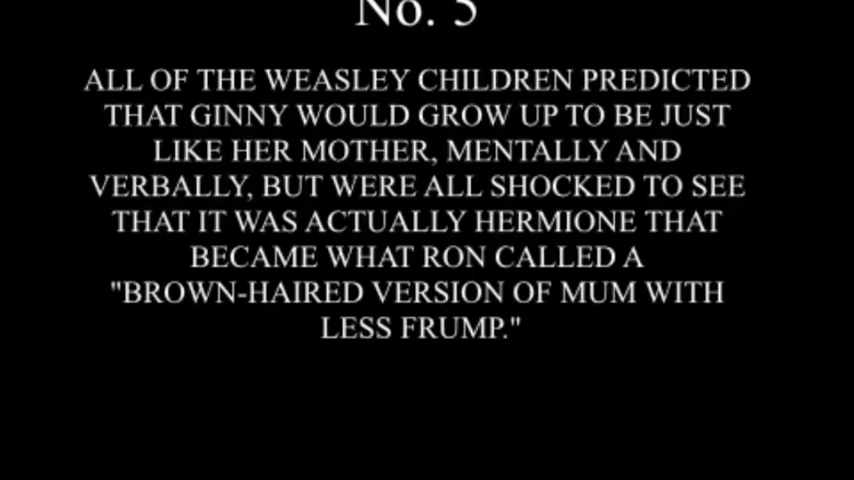 No. 5
ALL OF THE WEASLEY CHILDREN PREDICTED
THAT GINNY WOULD GROW UP TO BE JUST
LIKE HER MOTHER, MENTALLY AND
VERBALLY, BUT WERE ALL SHOCKED TO SEE
THAT IT WAS ACTUALLY HERMIONE THAT
BECAME WHAT RON CALLED A
"BROWN-HAIRED VERSION OF MUM WITH
LESS FRUMP."